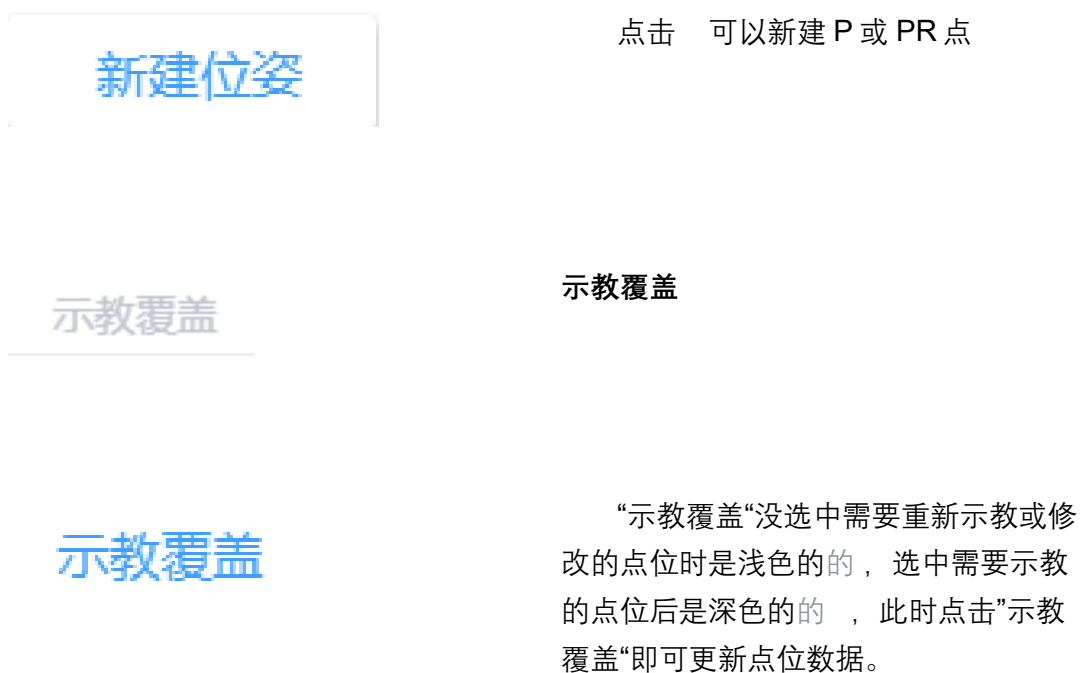 新建位姿
点击 可以新建 P 或 PR 点
示教覆盖
示教覆盖
示教覆盖
“示教覆盖“没选中需要重新示教或修
改的点位时是浅色的的 ，选中需要示教
的点位后是深色的的 ，此时点击”示教
覆盖“即可更新点位数据。